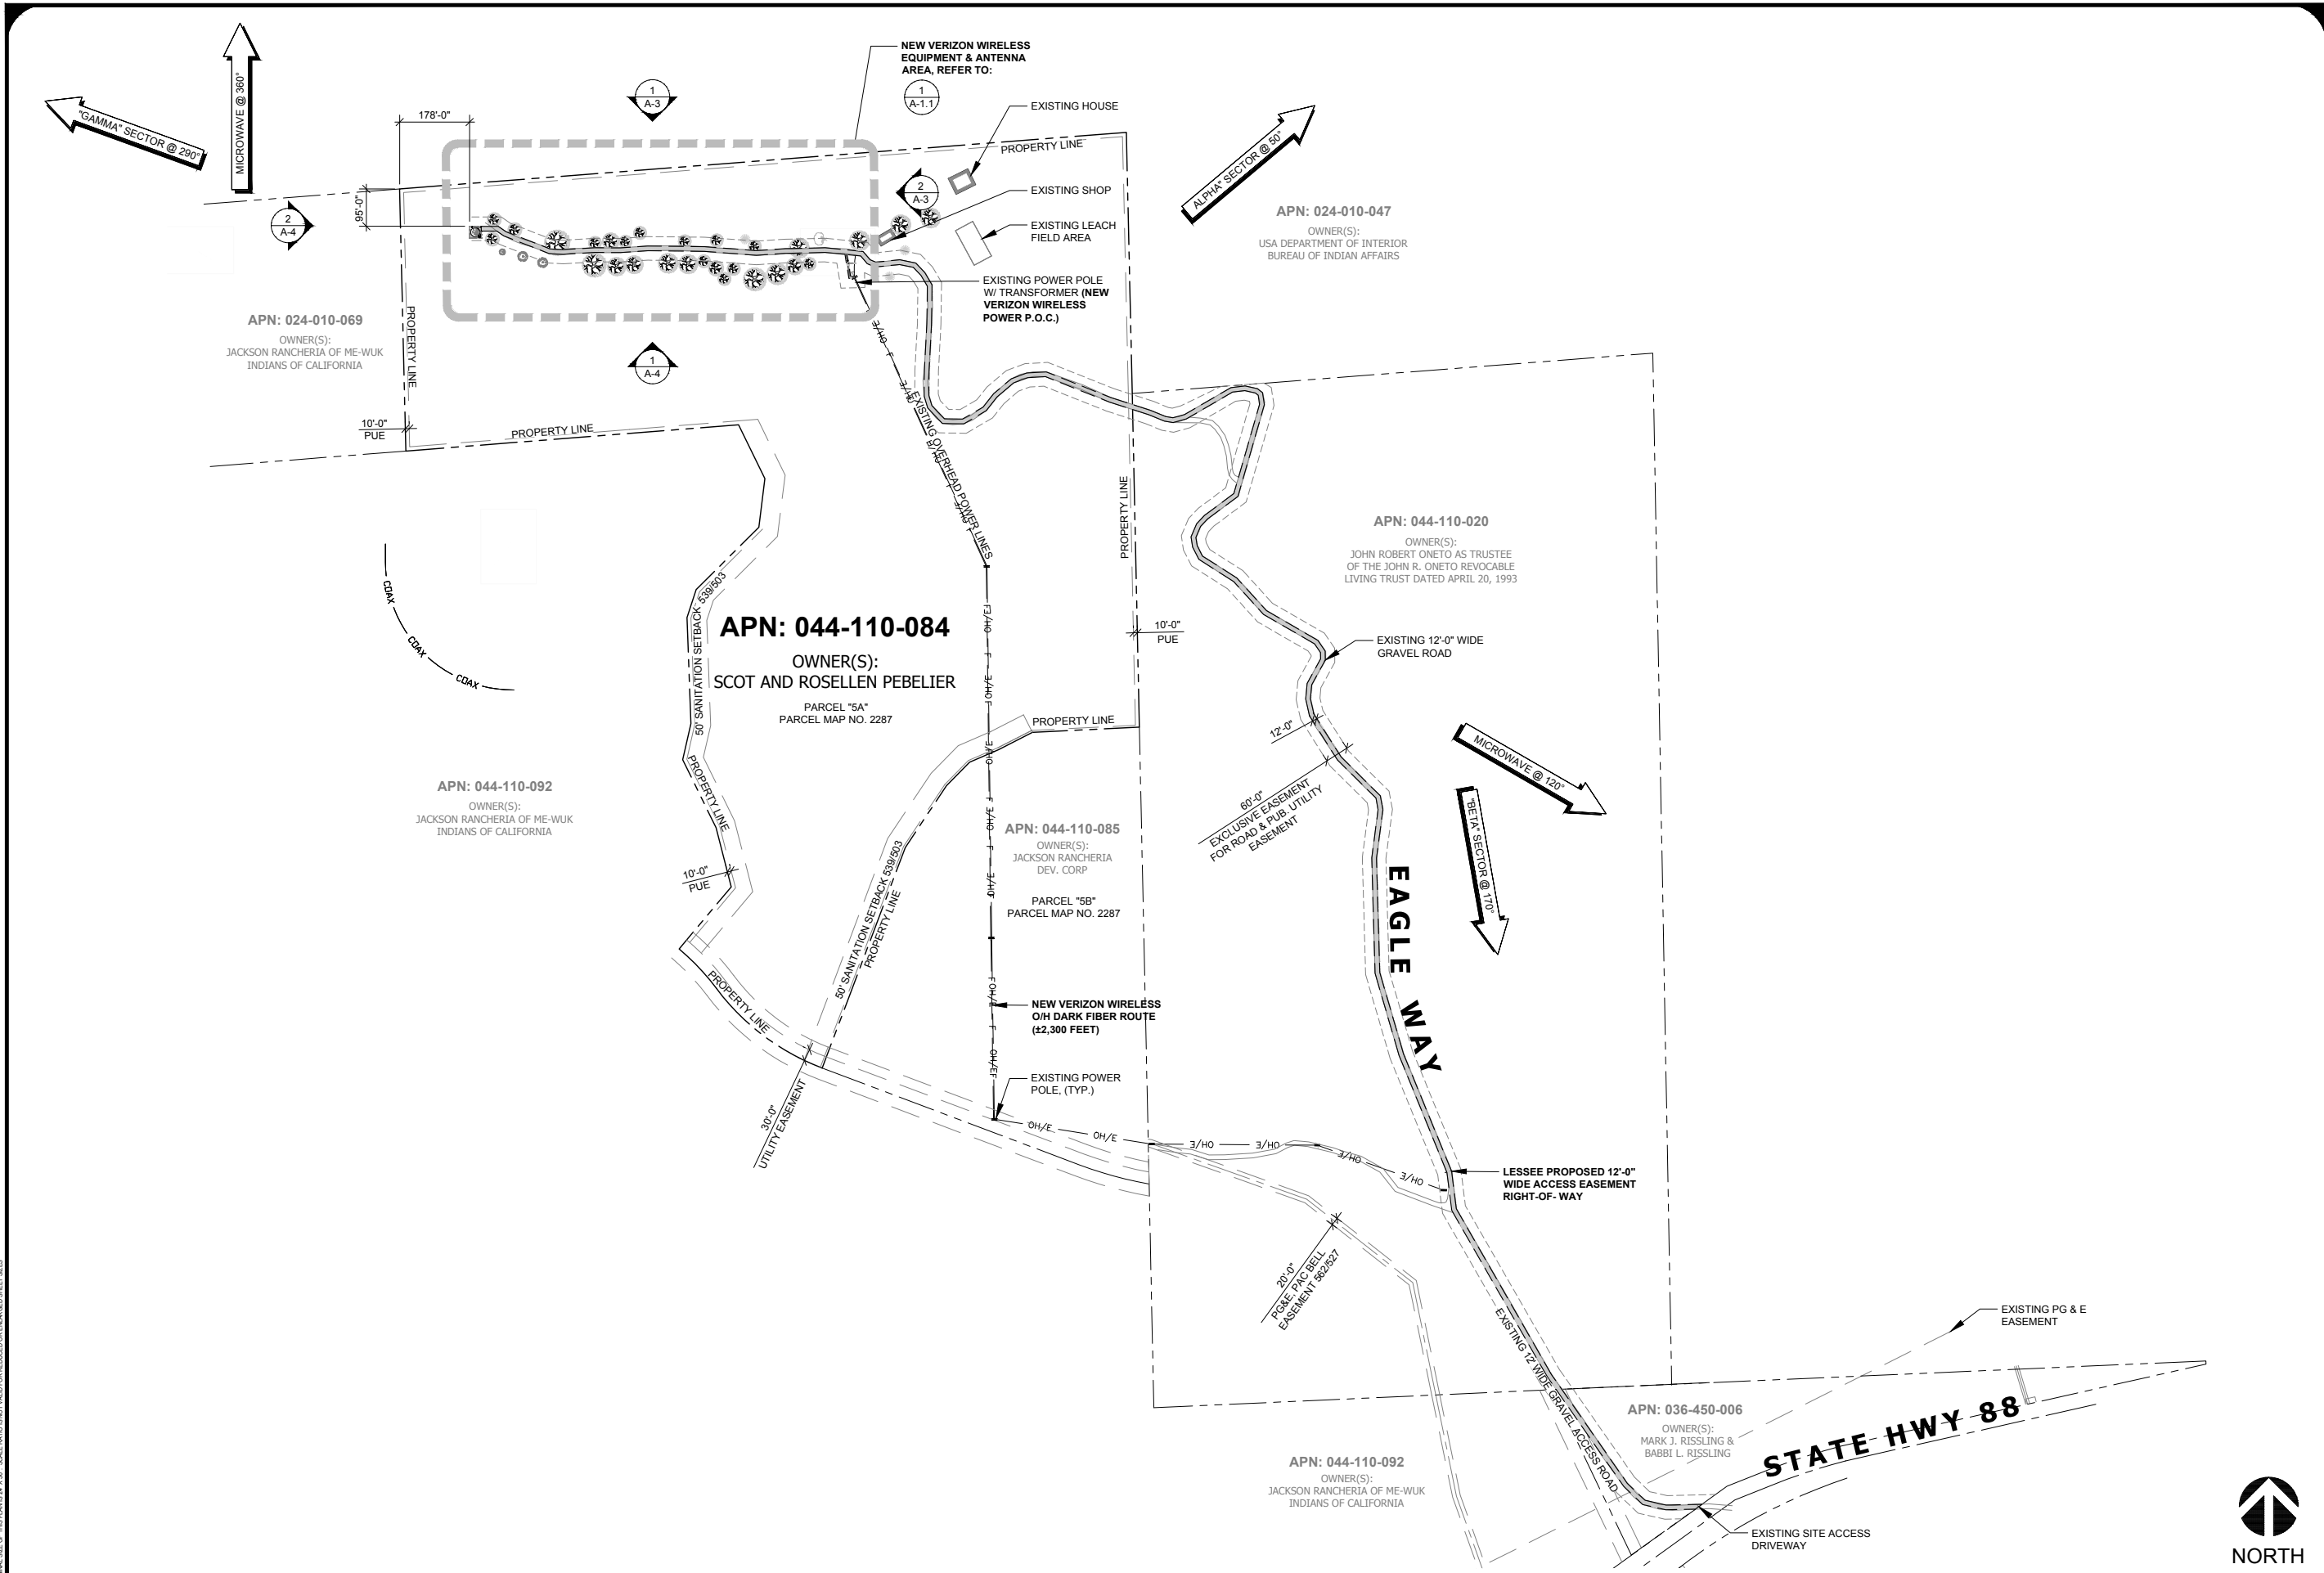 NEW VERIZON WIRELESS
EQUIPMENT & ANTENNA
AREA, REFER TO:
1
A-1.1
MICROWAVE @ 360°
"GAMMA" SECTOR @ 290°
1
A-3
178'-0"
EXISTING HOUSE
PROPERTY LINE
ALPHA" SECTOR @ 50°
2
A-3
EXISTING SHOP
95'-0"
2
A-4
EXISTING LEACH
FIELD AREA
APN: 024-010-047
OWNER(S):
USA DEPARTMENT OF INTERIOR
BUREAU OF INDIAN AFFAIRS
EXISTING POWER POLE
W/ TRANSFORMER (NEW
VERIZON WIRELESS
POWER P.O.C.)
APN: 024-010-069
OWNER(S):
JACKSON RANCHERIA OF ME-WUK
INDIANS OF CALIFORNIA
PROPERTY LINE
1
A-4
OH/E
F
OH/E
EXISTING OVERHEAD POWER LINES
10'-0"
PUE
PROPERTY LINE
PROPERTY LINE
APN: 044-110-020
OWNER(S):
JOHN ROBERT ONETO AS TRUSTEE
OF THE JOHN R. ONETO REVOCABLE
LIVING TRUST DATED APRIL 20, 1993
COAX
COAX
COAX
50' SANITATION SETBACK 539/503
APN: 044-110-084
OWNER(S):
SCOT AND ROSELLEN PEBELIER
PARCEL "5A"
PARCEL MAP NO. 2287
10'-0"
PUE
EXISTING 12'-0" WIDE
GRAVEL ROAD
PROPERTY LINE
12'-0"
MICROWAVE @ 120°
PROPERTY LINE
60'-0"
EXCLUSIVE EASEMENT
FOR ROAD & PUB. UTILITY
EASEMENT
"BETA" SECTOR @ 170°
APN: 044-110-092
OWNER(S):
JACKSON RANCHERIA OF ME-WUK
INDIANS OF CALIFORNIA
APN: 044-110-085
OWNER(S):
JACKSON RANCHERIA
DEV. CORP
PARCEL "5B"
PARCEL MAP NO. 2287
10'-0"
PUE
50' SANITATION SETBACK 539/503
PROPERTY LINE
EAGLE WAY
PROPERTY LINE
NEW VERIZON WIRELESS
O/H DARK FIBER ROUTE
(±2,300 FEET)
EXISTING POWER
POLE, (TYP.)
30'-0"
UTILITY EASEMENT
OH/E
OH/E
OH/E
OH/E
OH/E
OH/E
LESSEE PROPOSED 12'-0"
WIDE ACCESS EASEMENT
RIGHT-OF- WAY
20'-0"
PG&E, PAC BELL
EASEMENT 562/527
EXISTING 12' WIDE GRAVEL ACCESS ROAD
EXISTING PG & E
EASEMENT
APN: 036-450-006
OWNER(S):
MARK J. RISSLING &
BABBI L. RISSLING
STATE HWY 88
APN: 044-110-092
OWNER(S):
JACKSON RANCHERIA OF ME-WUK
INDIANS OF CALIFORNIA
EXISTING SITE ACCESS
DRIVEWAY
NORTH